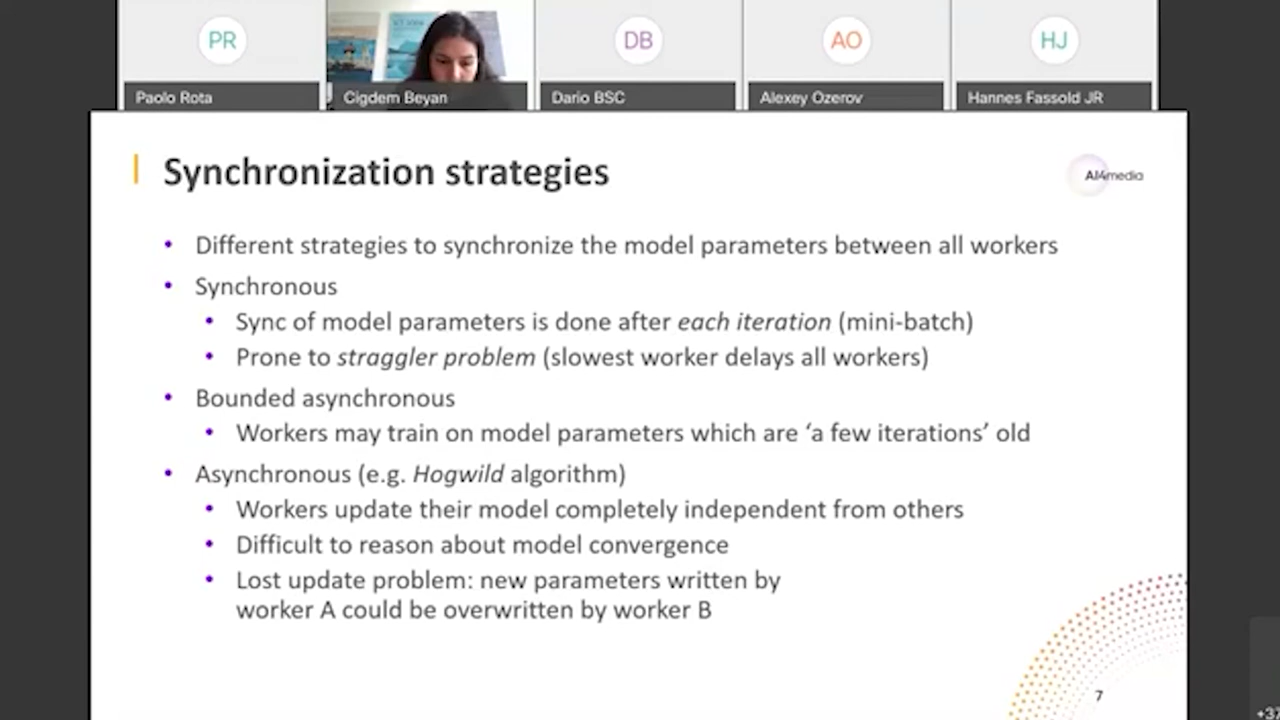 PR
DB
AO
HJ
Paolo Rota
Cigdem Beyan
Dario BSC
Alexey Ozerov
Hannes Fassold JR
Synchronization strategies
AI4media
• Different strategies to synchronize the model parameters between all workers
• Synchronous
• Sync of model parameters is done after each iteration (mini-batch)
• Prone to straggler problem (slowest worker delays all workers)
• Bounded asynchronous
• Workers may train on model parameters which are ‘a few iterations’ old
• Asynchronous (e.g. Hogwild algorithm)
• Workers update their model completely independent from others
• Difficult to reason about model convergence
• Lost update problem: new parameters written by
worker A could be overwritten by worker B
7